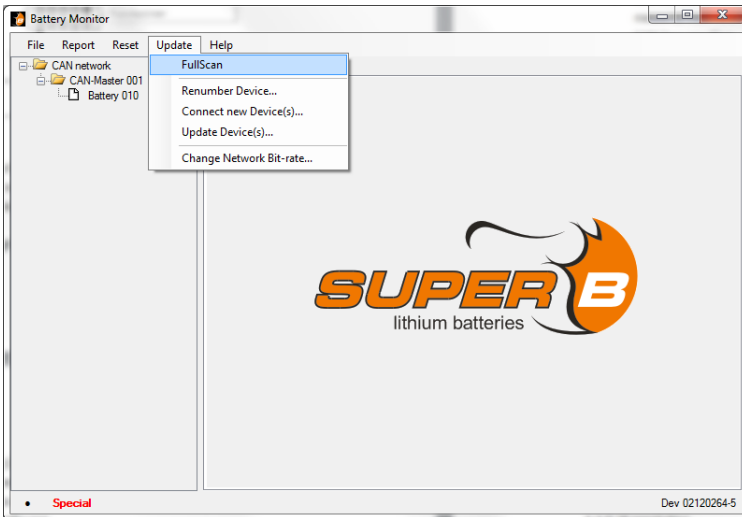 Battery Monitor
File Report Reset Update Help
CAN network
CAN-Master 001
Battery 010
FullScan
Renumber Device...
Connect new Device(s)...
Update Device(s)...
Change Network Bit-rate...
SUPER B
lithium batteries
Special
Dev 02120264-5